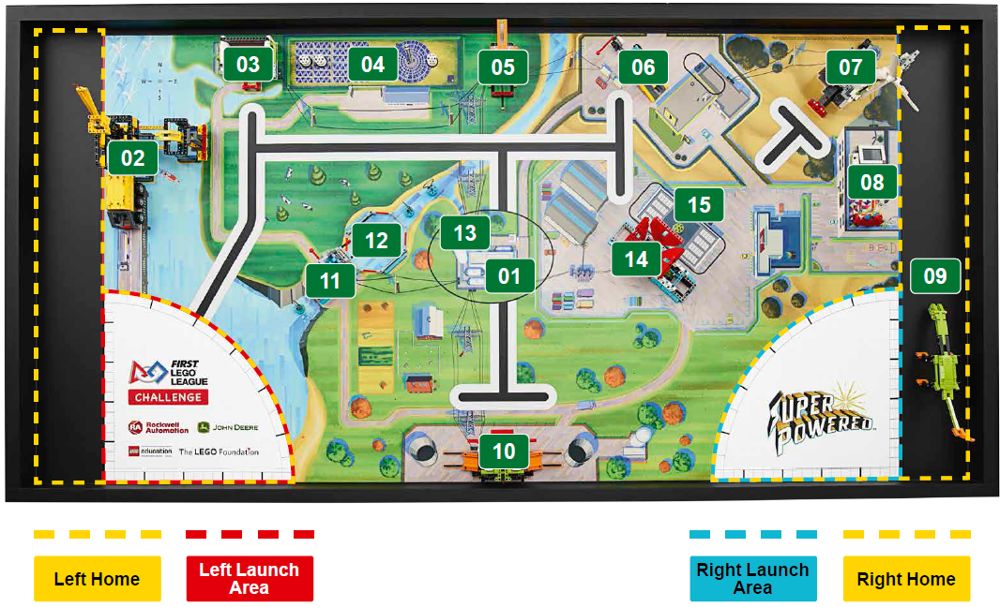 03
04
05
06
07
N
W
E
S
02
08
15
13
12
14
01
11
09
FIRST
LEGO
LEAGUE
CHALLENGE
SUPER
POWERED
Rockwell
Automation
JOHN DEERE
education
The LEGO Foundation
10
Left Home
Left Launch
Area
Right Launch
Area
Right Home